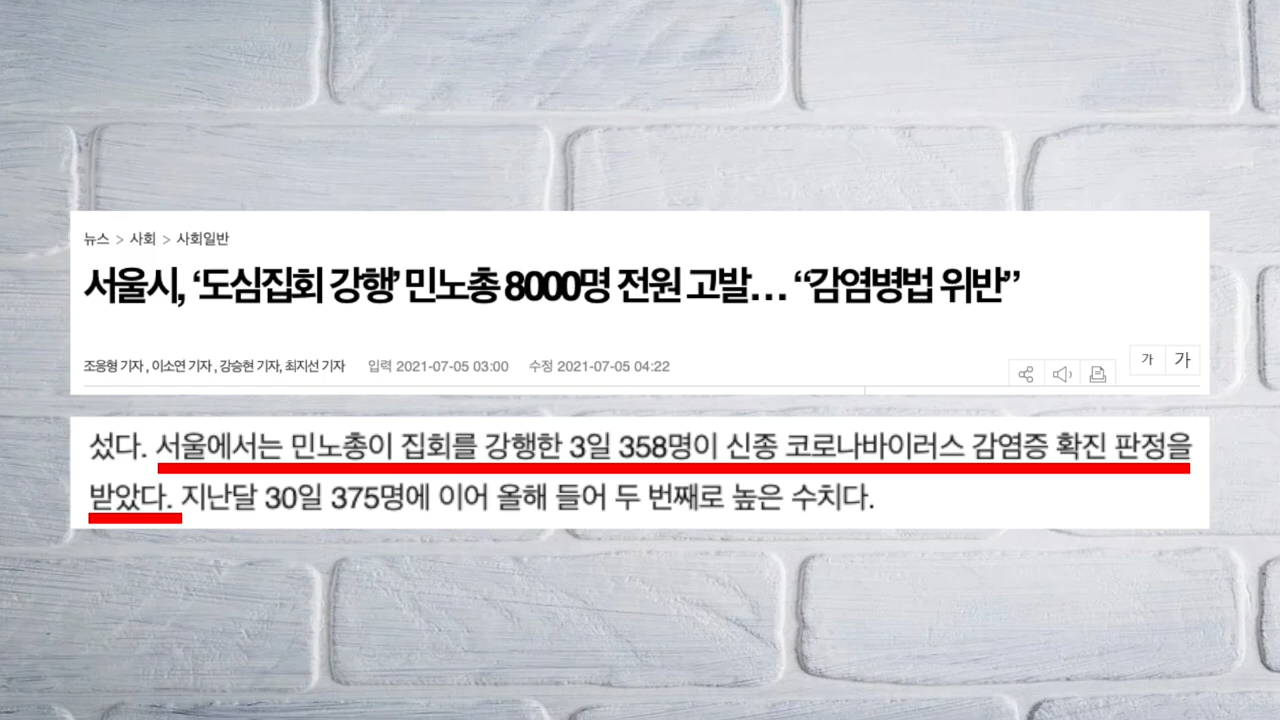 뉴스 > 사회 > 사회일반
서울시, ‘도심집회 강행’ 민노총 8000명 전원 고발… “감염병법 위반”
조응형 기자 , 이소연 기자 , 강승현 기자, 최지선 기자 입력 2021-07-05 03:00 수정 2021-07-05 04:22 가 가
섰다. 서울에서는 민노총이 집회를 강행한 3일 358명이 신종 코로나바이러스 감염증 확진 판정을
받았다. 지난달 30일 375명에 이어 올해 들어 두 번째로 높은 수치다.